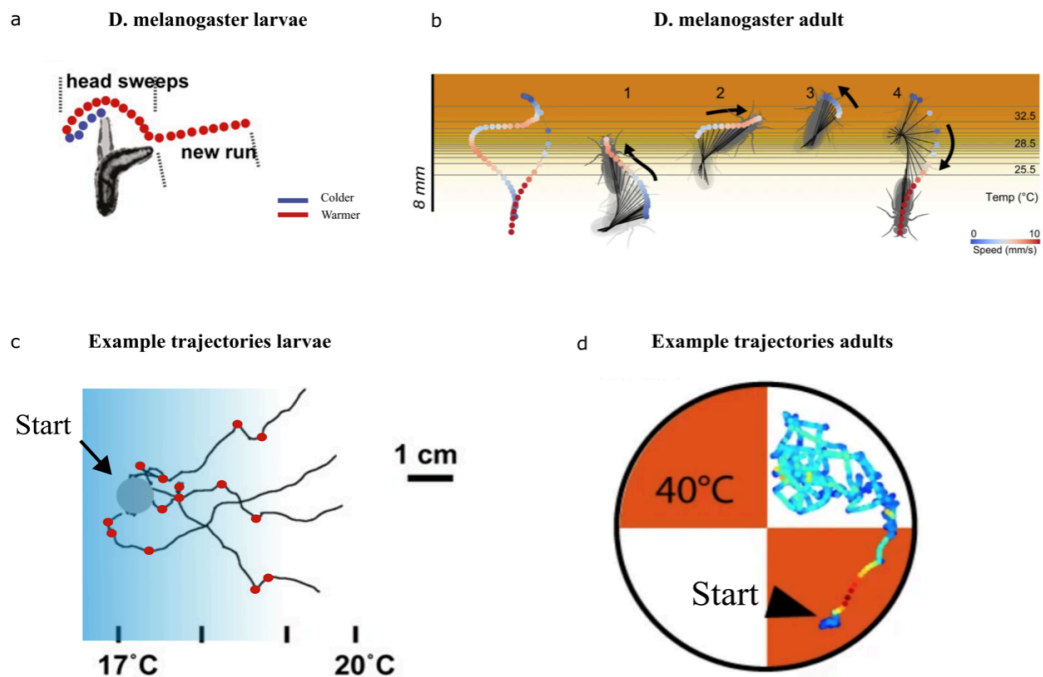 a
D. melanogaster larvae
head sweeps
new run
Colder
Warmer
b
D. melanogaster adult
1
2
3
4
8 mm
32.5
28.5
25.5
Temp (°C)
0
10
Speed (mm/s)
c
Example trajectories larvae
Start
1 cm
17°C
20°C
d
Example trajectories adults
40°C
Start